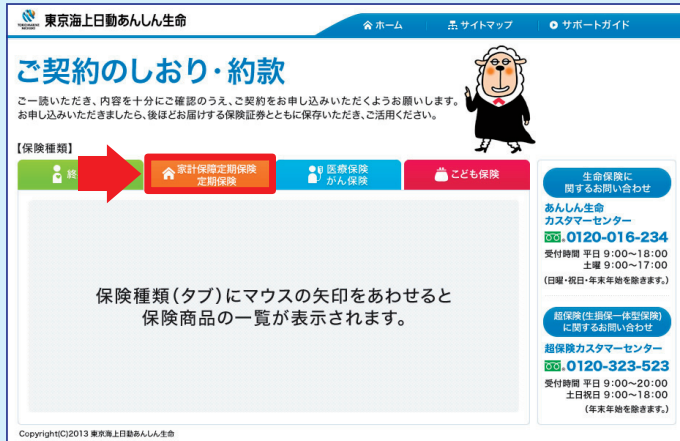 東京海上日動あんしん生命
ホーム
サイトマップ
サポートガイド
ご契約のしおり・約款
ご一読いただき、内容を十分にご確認のうえ、ご契約をお申し込みいただくようお願いします。
お申し込みいただきましたら、後ほどお届けする保険証券とともに保存いただき、ご活用ください。
【保険種類】
終
家計保障定期保険
定期保険
医療保険
がん保険
こども保険
保険種類(タブ)にマウスの矢印をあわせると
保険商品の一覧が表示されます。
生命保険に
関するお問い合わせ
あんしん生命
カスタマーセンター
0120-016-234
受付時間 平日 9:00~18:00
土曜 9:00~17:00
(日曜・祝日・年末年始を除きます。)
超保険(生損保一体型保険)
に関するお問い合わせ
超保険カスタマーセンター
0120-323-523
受付時間 平日 9:00~20:00
土日祝日 9:00~18:00
(年末年始を除きます。)
Copyright(C)2013 東京海上日動あんしん生命